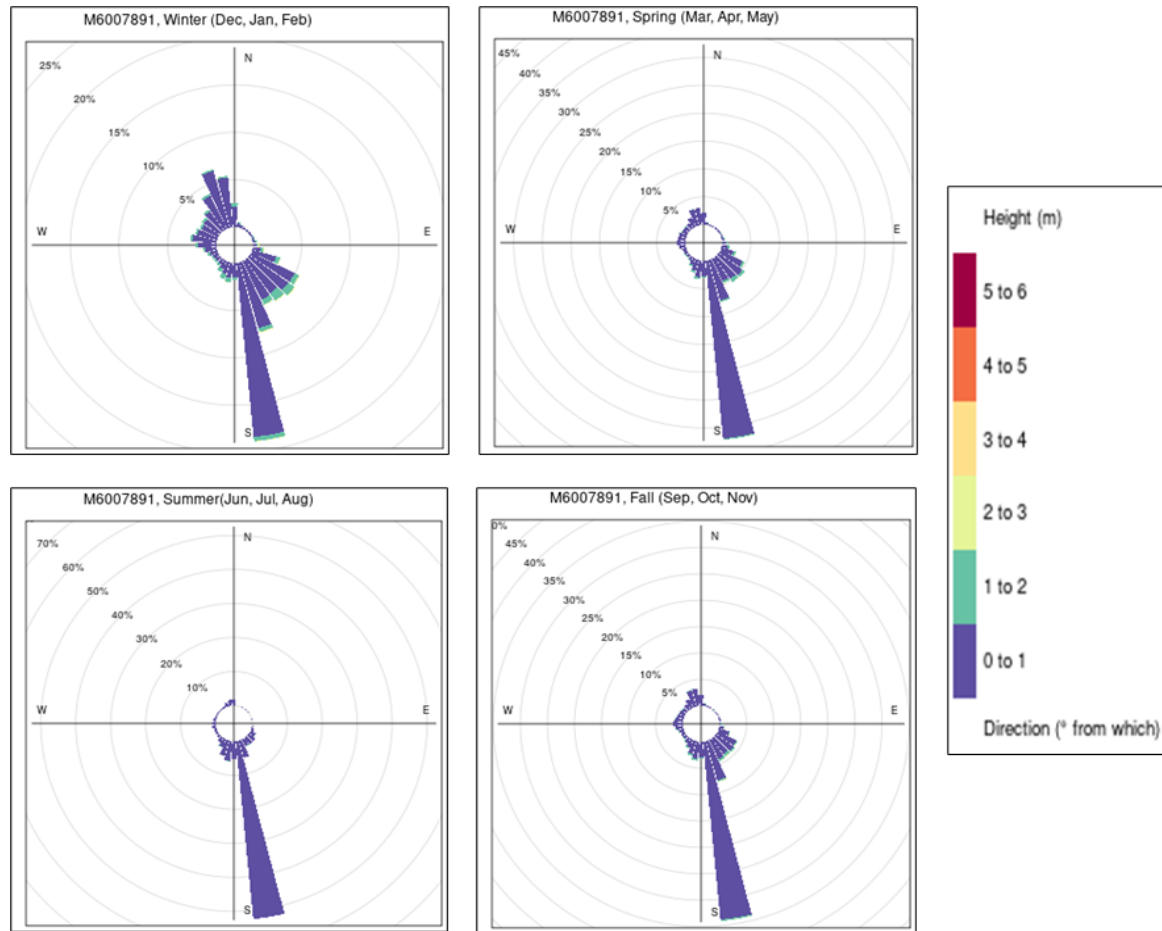 M6007891, Winter (Dec, Jan, Feb)
N
25%
20%
15%
10%
5%
W
E
S
M6007891, Spring (Mar, Apr, May)
N
45%
40%
35%
30%
25%
20%
15%
10%
5%
W
E
S
M6007891, Summer(Jun, Jul, Aug)
N
70%
60%
50%
40%
30%
20%
10%
W
E
S
M6007891, Fall (Sep, Oct, Nov)
0%
N
45%
40%
35%
30%
25%
20%
15%
10%
5%
W
E
S
Height (m)
5 to 6
4 to 5
3 to 4
2 to 3
1 to 2
0 to 1
Direction (° from which)